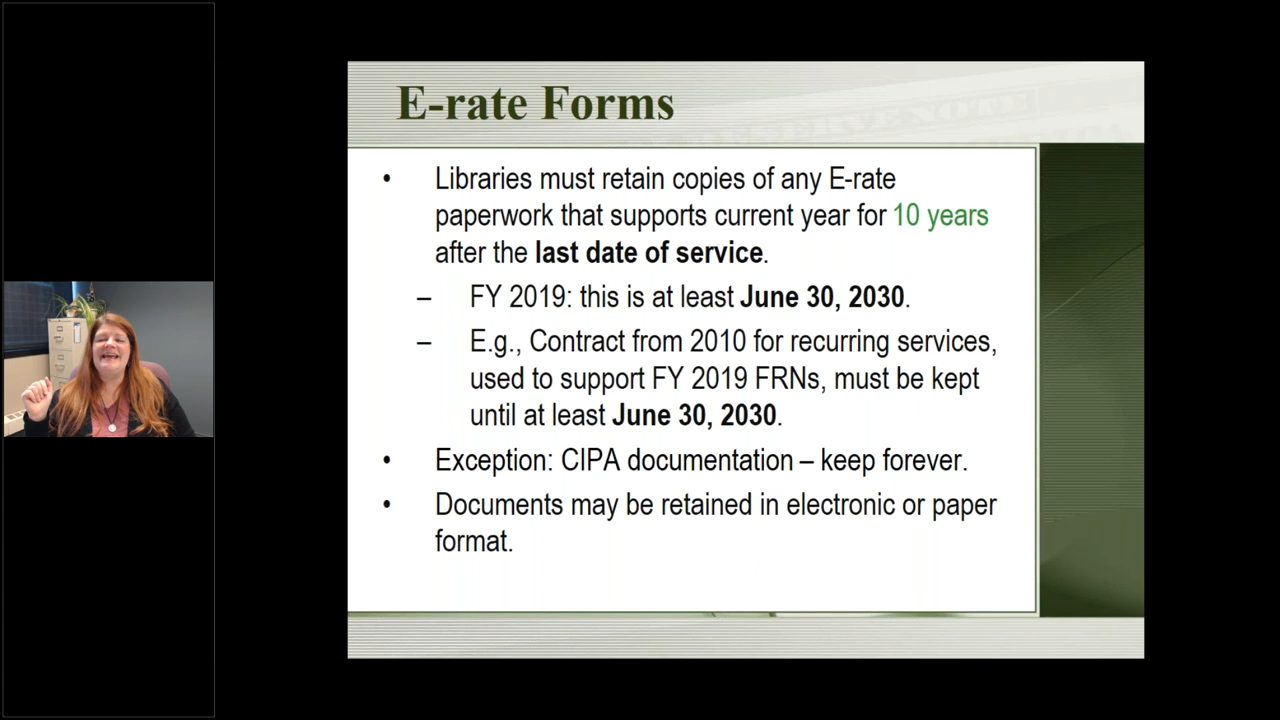 E-rate Forms
• Libraries must retain copies of any E-rate
paperwork that supports current year for 10 years
after the last date of service.
– FY 2019: this is at least June 30, 2030.
– E.g., Contract from 2010 for recurring services,
used to support FY 2019 FRNs, must be kept
until at least June 30, 2030.
• Exception: CIPA documentation – keep forever.
• Documents may be retained in electronic or paper
format.